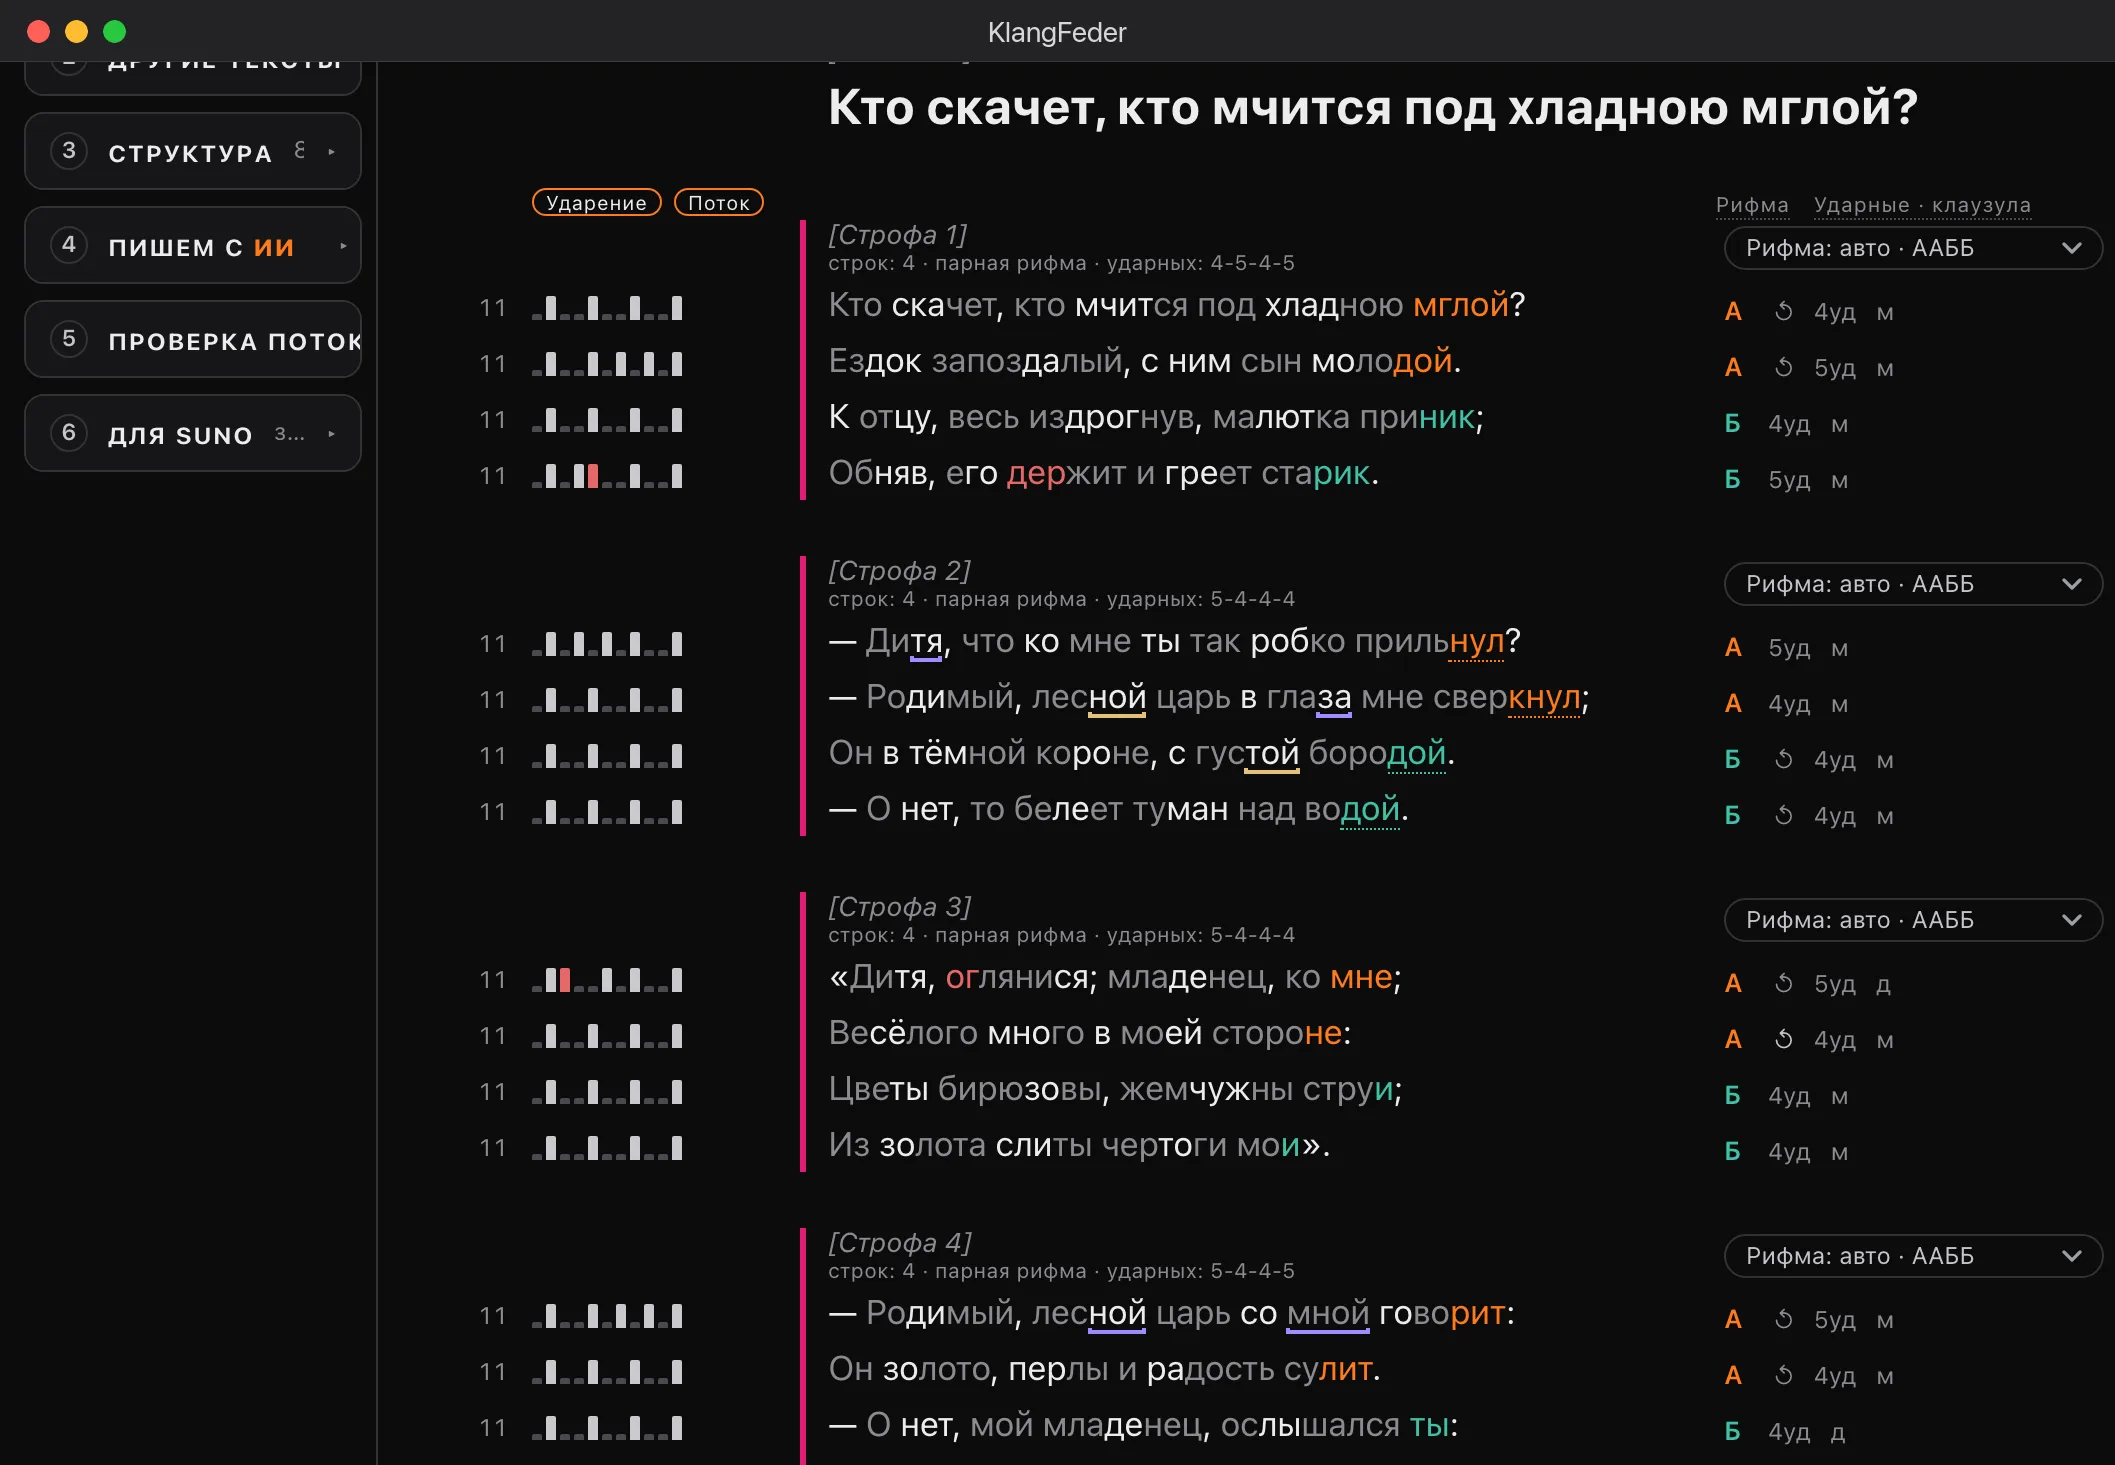 KlangFeder
ДРУГИЕ ТЕКСТЫ
3 СТРУКТУРА 8
4 ПИШЕМ С ИИ
5 ПРОВЕРКА ПОТОК
6 ДЛЯ SUNO з...
Кто скачет, кто мчится под хладною мглой?
Ударение Поток
Рифма Ударные · клаузула
[Строфа 1]
строк: 4 · парная рифма · ударных: 4-5-4-5
Рифма: авто · ААББ
11 Кто скачет, кто мчится под хладною мглой? А 4уд м
11 Ездок запоздалый, с ним сын молодой. А 5уд м
11 К отцу, весь издрогнув, малютка приник; Б 4уд м
11 Обняв, его держит и греет старик. Б 5уд м
[Строфа 2]
строк: 4 · парная рифма · ударных: 5-4-4-4
Рифма: авто · ААББ
11 — Дитя, что ко мне ты так робко прильнул? А 5уд м
11 — Родимый, лесной царь в глаза мне сверкнул; А 4уд м
11 Он в тёмной короне, с густой бородой. Б 4уд м
11 — О нет, то белеет туман над водой. Б 4уд м
[Строфа 3]
строк: 4 · парная рифма · ударных: 5-4-4-4
Рифма: авто · ААББ
11 «Дитя, оглянися; младенец, ко мне; А 5уд д
11 Весёлого много в моей стороне: А 4уд м
11 Цветы бирюзовы, жемчужны струи; Б 4уд м
11 Из золота слиты чертоги мои». Б 4уд м
[Строфа 4]
строк: 4 · парная рифма · ударных: 5-4-4-5
Рифма: авто · ААББ
11 — Родимый, лесной царь со мной говорит: А 5уд м
11 Он золото, перлы и радость сулит. А 4уд м
11 — О нет, мой младенец, ослышался ты: Б 4уд д